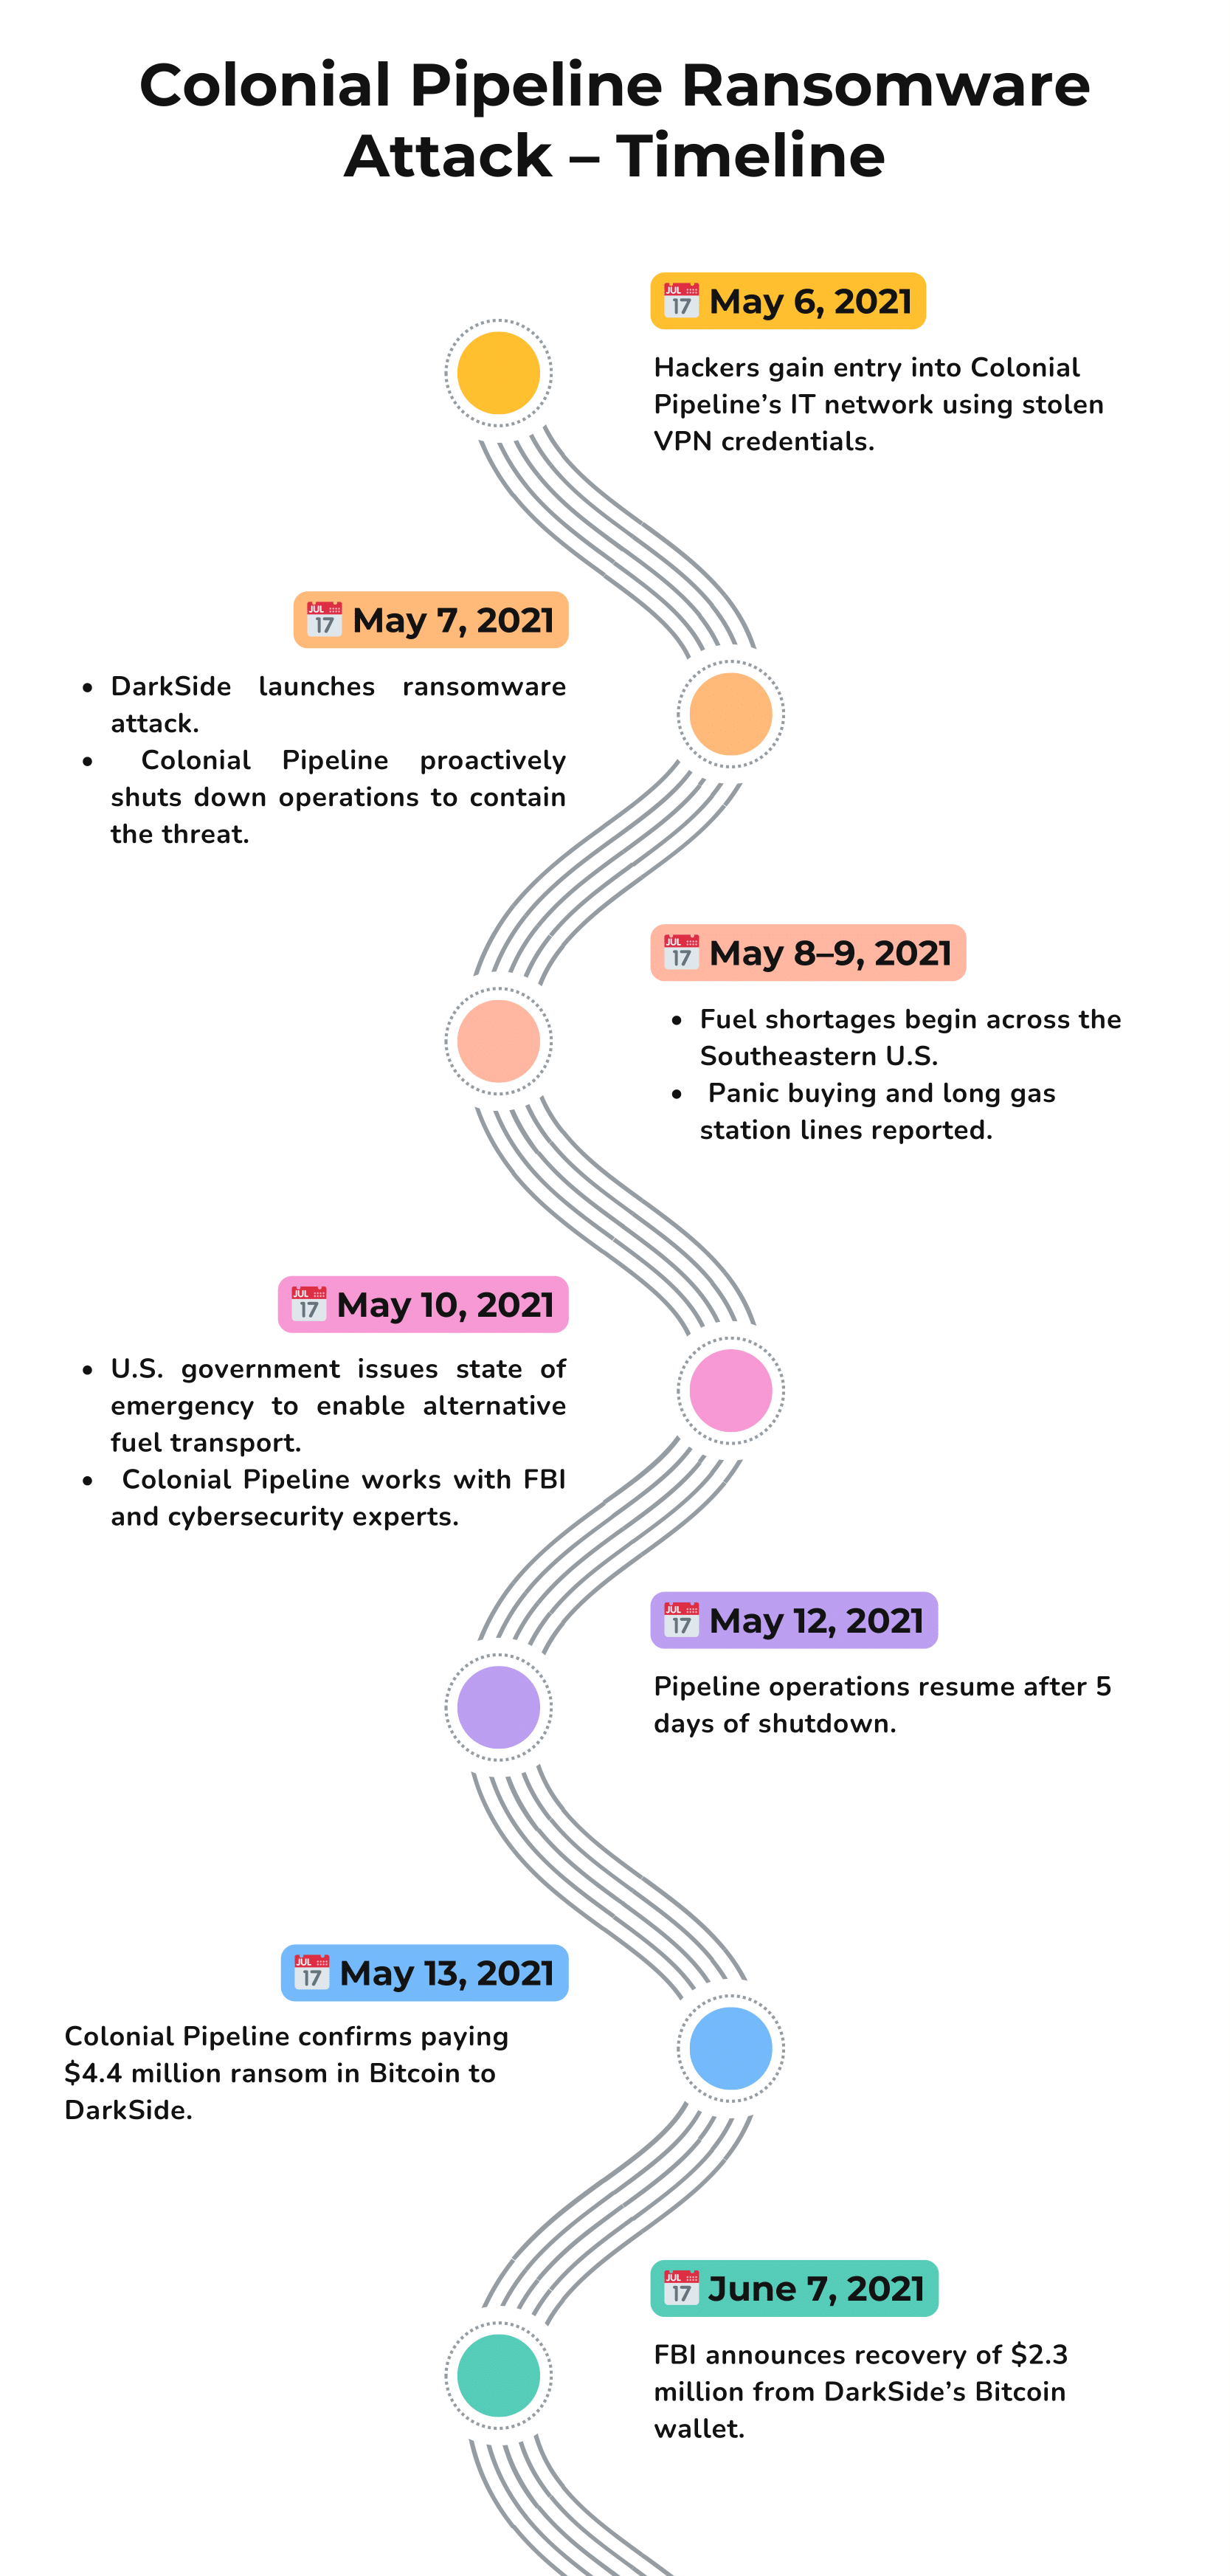 Colonial Pipeline Ransomware
Attack – Timeline
JUL
17
May 6, 2021
Hackers gain entry into Colonial
Pipeline’s IT network using stolen
VPN credentials.
JUL
17
May 7, 2021
• DarkSide launches ransomware
attack.
• Colonial Pipeline proactively
shuts down operations to contain
the threat.
JUL
17
May 8–9, 2021
• Fuel shortages begin across the
Southeastern U.S.
• Panic buying and long gas
station lines reported.
JUL
17
May 10, 2021
• U.S. government issues state of
emergency to enable alternative
fuel transport.
• Colonial Pipeline works with FBI
and cybersecurity experts.
JUL
17
May 12, 2021
Pipeline operations resume after 5
days of shutdown.
JUL
17
May 13, 2021
Colonial Pipeline confirms paying
$4.4 million ransom in Bitcoin to
DarkSide.
JUL
17
June 7, 2021
FBI announces recovery of $2.3
million from DarkSide’s Bitcoin
wallet.